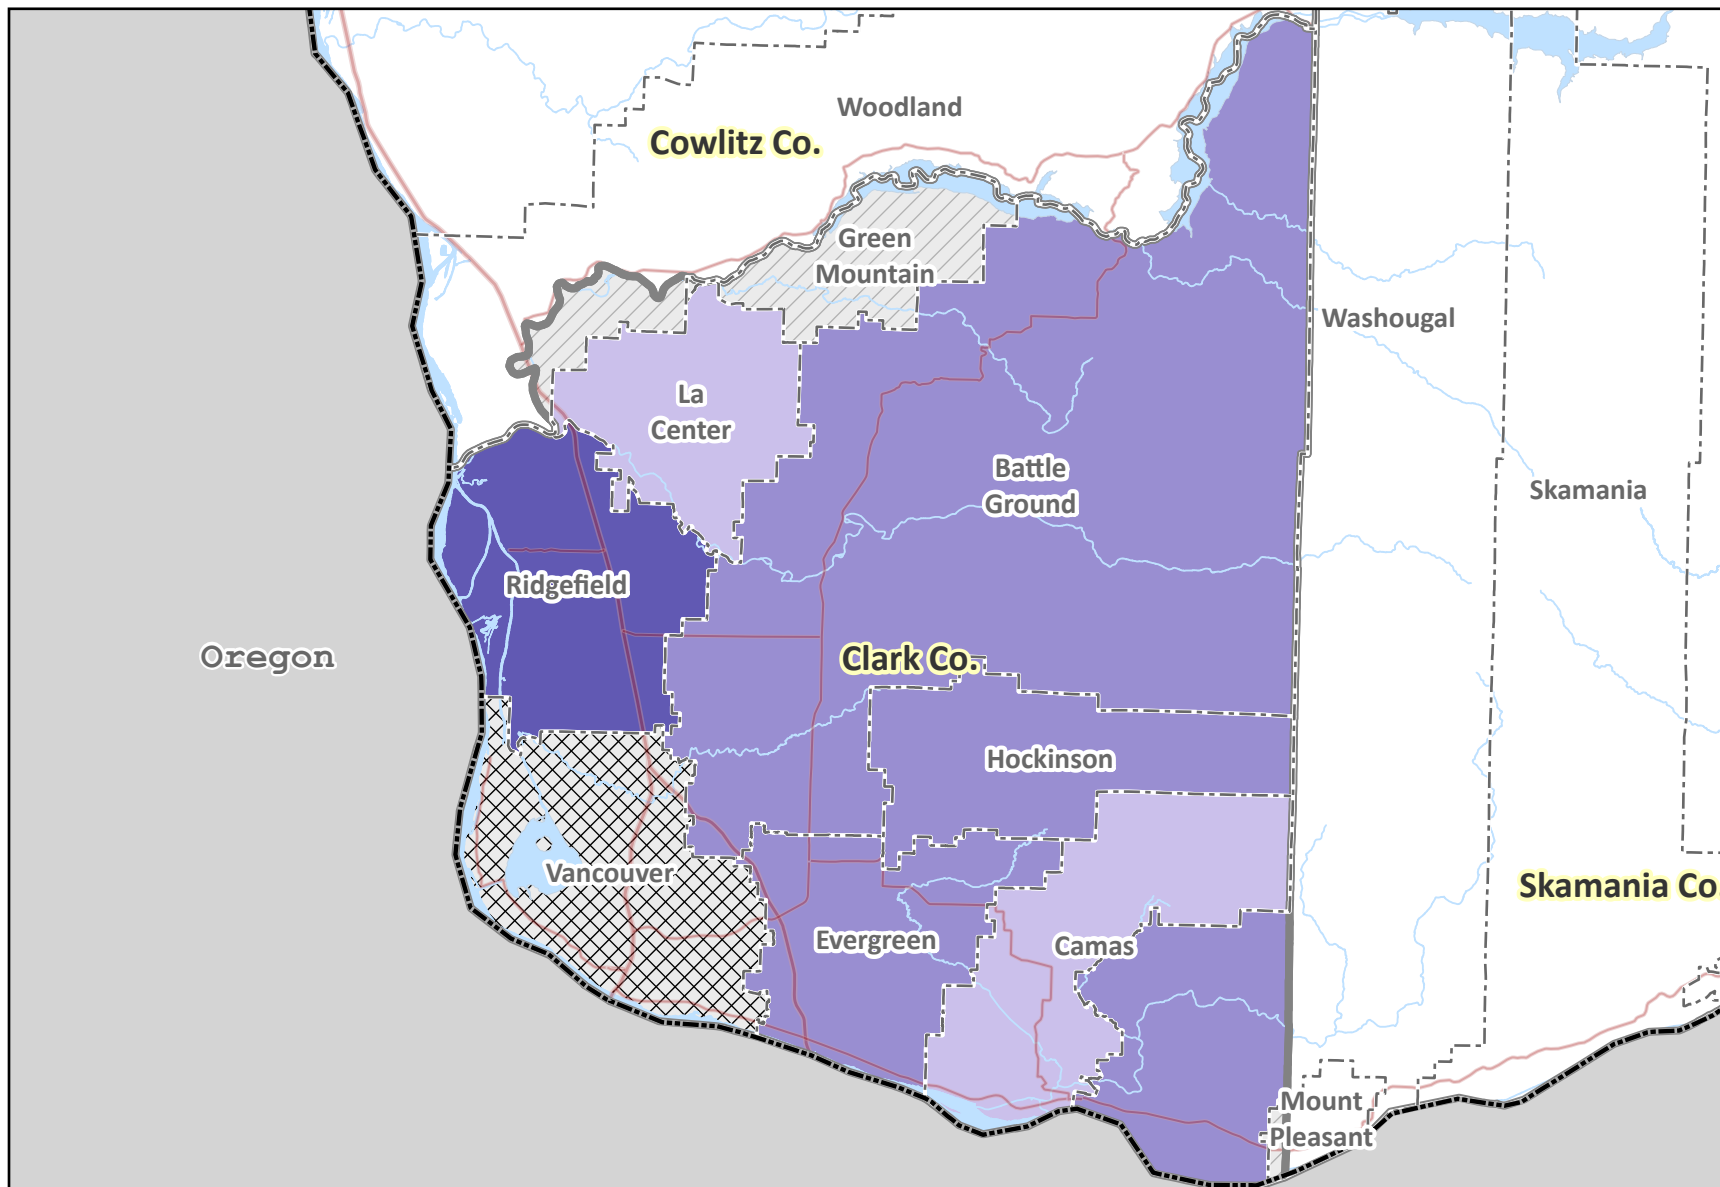 Woodland
Cowlitz Co.
Green
Mountain
Washougal
La
Center
Battle
Ground
Skamania
Ridgefield
Oregon
Clark Co.
Hockinson
Vancouver
Skamania Co
Evergreen
Camas
Mount
Pleasant